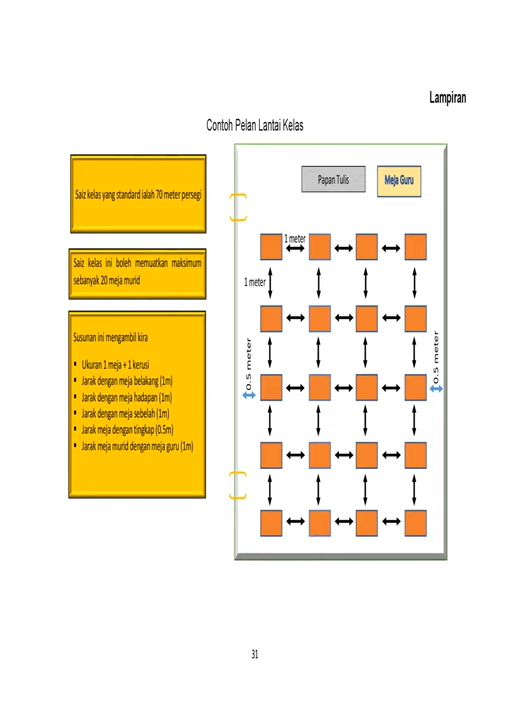 Lampiran
Contoh Pelan Lantai Kelas
Saiz kelas yang standard ialah 70 meter persegi
Saiz kelas ini boleh memuatkan maksimum
sebanyak 20 meja murid
Susunan ini mengambil kira
▪ Ukuran 1 meja + 1 kerusi
▪ Jarak dengan meja belakang (1m)
▪ Jarak dengan meja hadapan (1m)
▪ Jarak dengan meja sebelah (1m)
▪ Jarak meja dengan tingkap (0.5m)
▪ Jarak meja murid dengan meja guru (1m)
Papan Tulis
Meja Guru
1 meter
1 meter
0.5 meter
0.5 meter
31